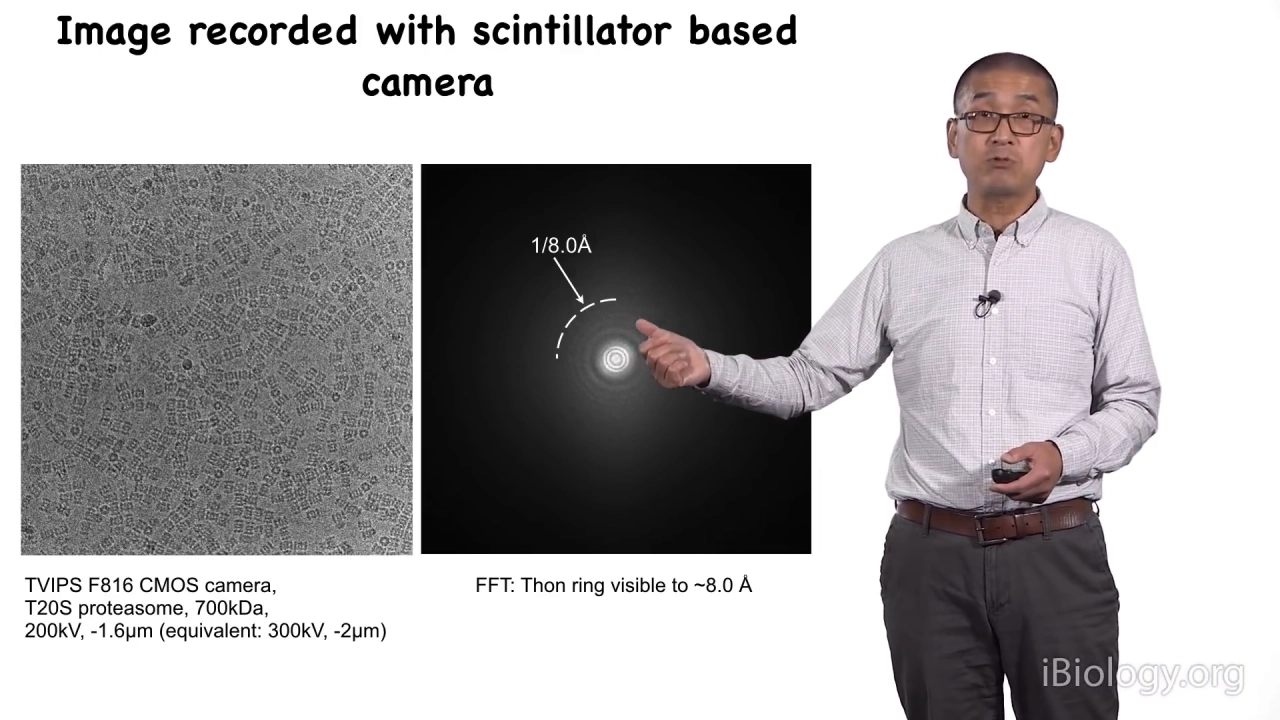 Image recorded with scintillator based
camera
1/8.0Å
TVIPS F816 CMOS camera,
T20S proteasome, 700kDa,
200kV, -1.6µm (equivalent: 300kV, -2µm)
FFT: Thon ring visible to ~8.0 Å
iBiology.org